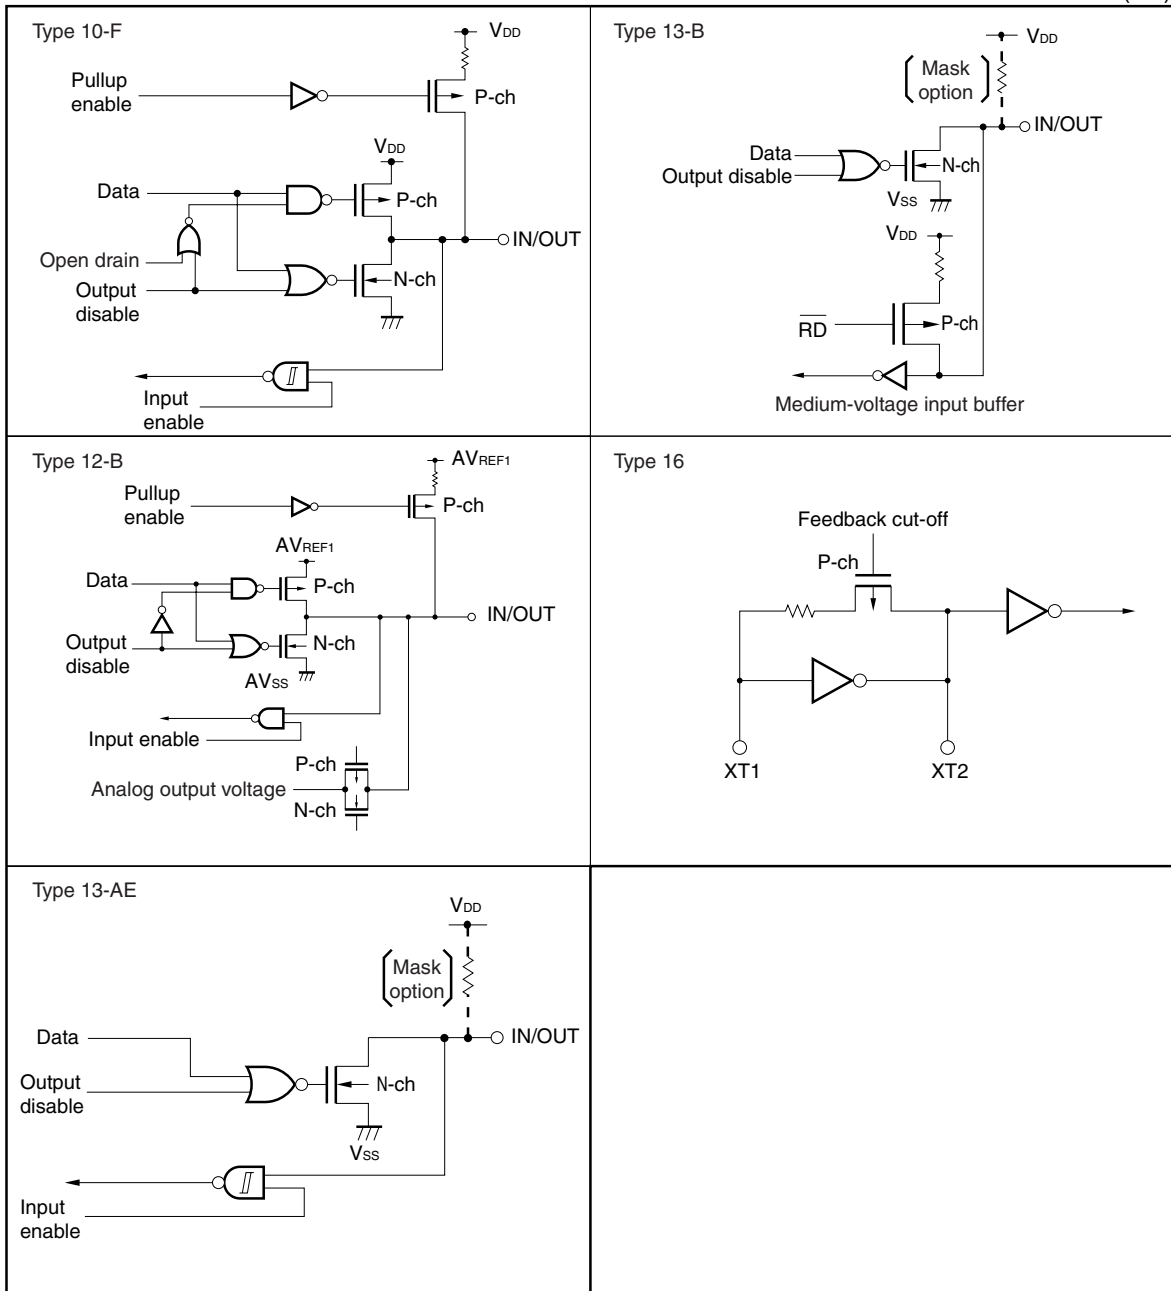 Type 10-F
VDD
Pullup
enable
P-ch
VDD
Data
P-ch
IN/OUT
Open drain
N-ch
Output
disable
Input
enable
Type 13-B
VDD
Mask
option
IN/OUT
Data
Output disable
N-ch
VSS
VDD
RD
P-ch
Medium-voltage input buffer
Type 12-B
AVREF1
Pullup
enable
P-ch
AVREF1
Data
P-ch
IN/OUT
Output
disable
N-ch
AVSS
Input enable
P-ch
Analog output voltage
N-ch
Type 16
Feedback cut-off
P-ch
XT1
XT2
Type 13-AE
VDD
Mask
option
Data
IN/OUT
Output
disable
N-ch
VSS
Input
enable